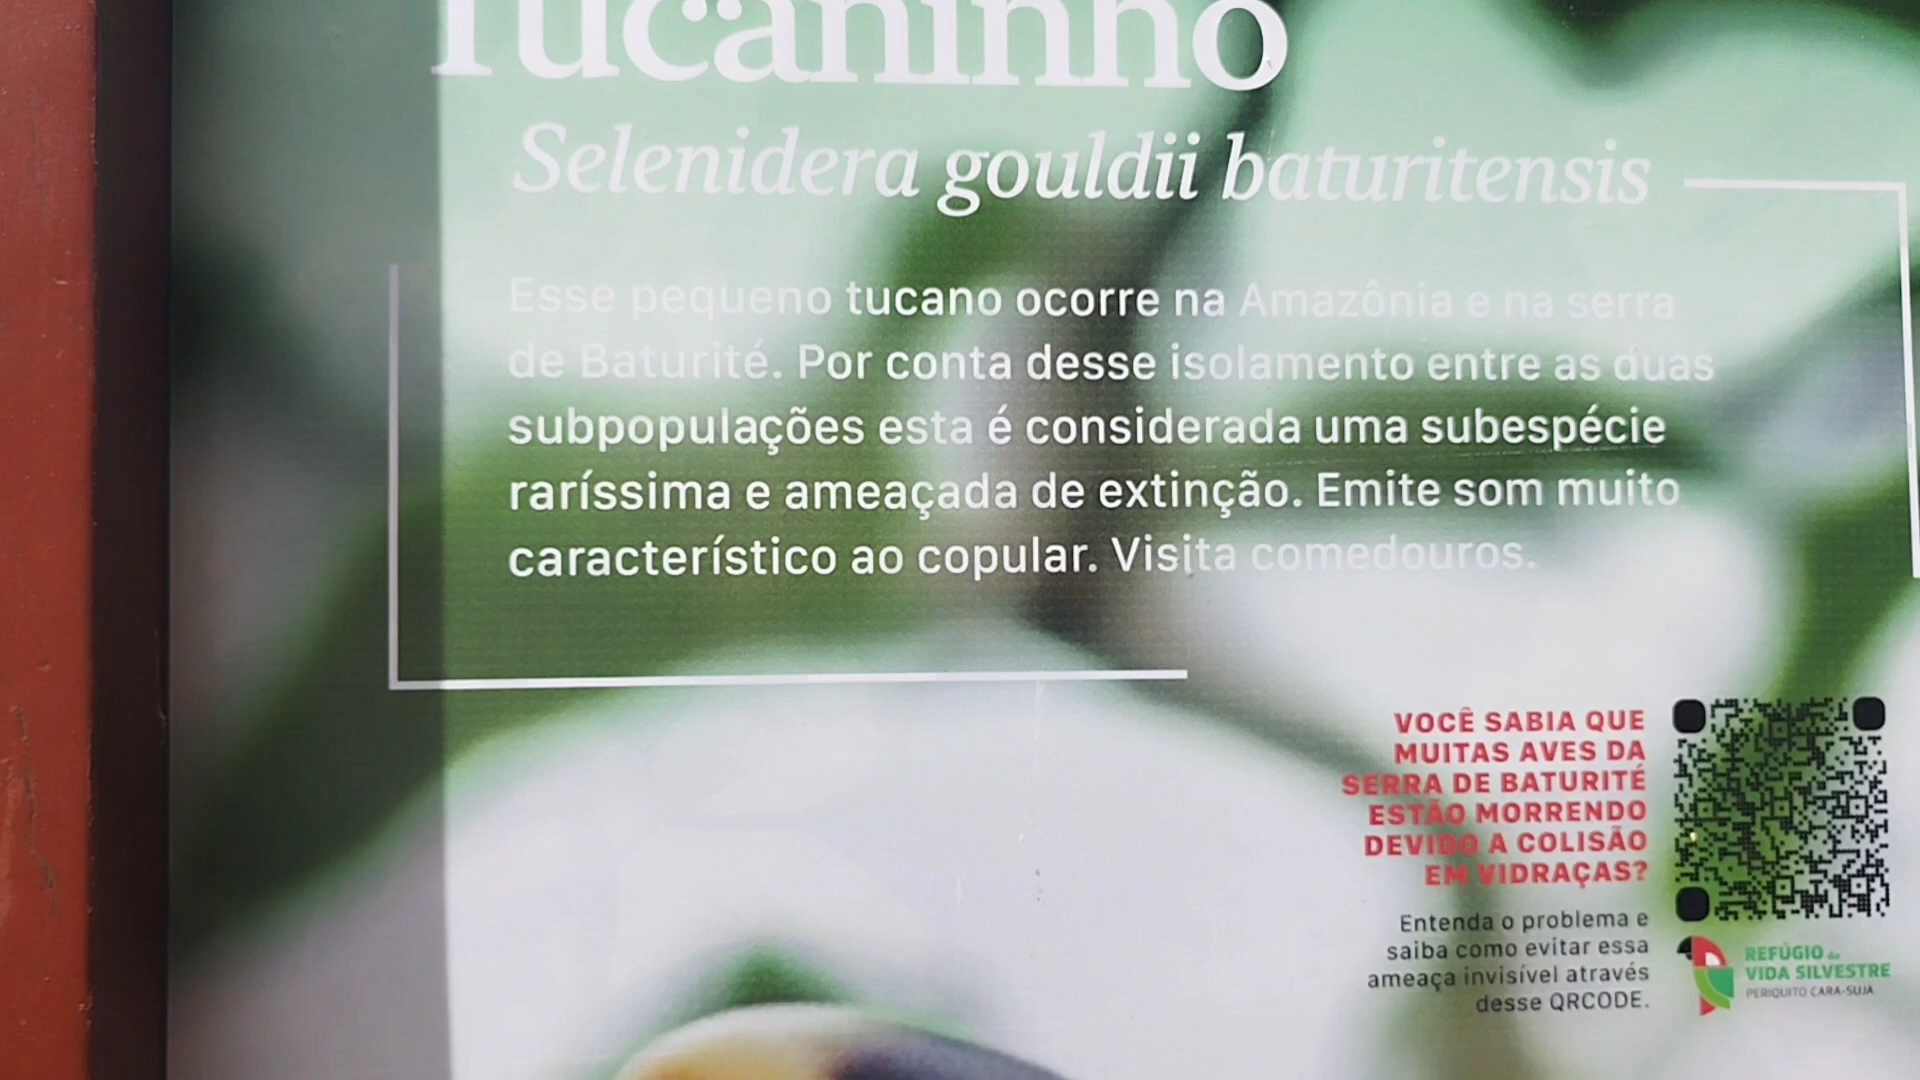 Tucaninho
Selenidera gouldii baturitensis
Esse pequeno tucano ocorre na Amazônia e na serra
de Baturité. Por conta desse isolamento entre as duas
subpopulações esta é considerada uma subespécie
raríssima e ameaçada de extinção. Emite som muito
característico ao copular. Visita comedouros.
VOCÊ SABIA QUE
MUITAS AVES DA
SERRA DE BATURITÉ
ESTÃO MORRENDO
DEVIDO A COLISÃO
EM VIDRAÇAS?
Entenda o problema e
saiba como evitar essa
ameaça invisível através
desse QRCODE.
REFÚGIO de
VIDA SILVESTRE
PERIQUITO CARA-SUJA